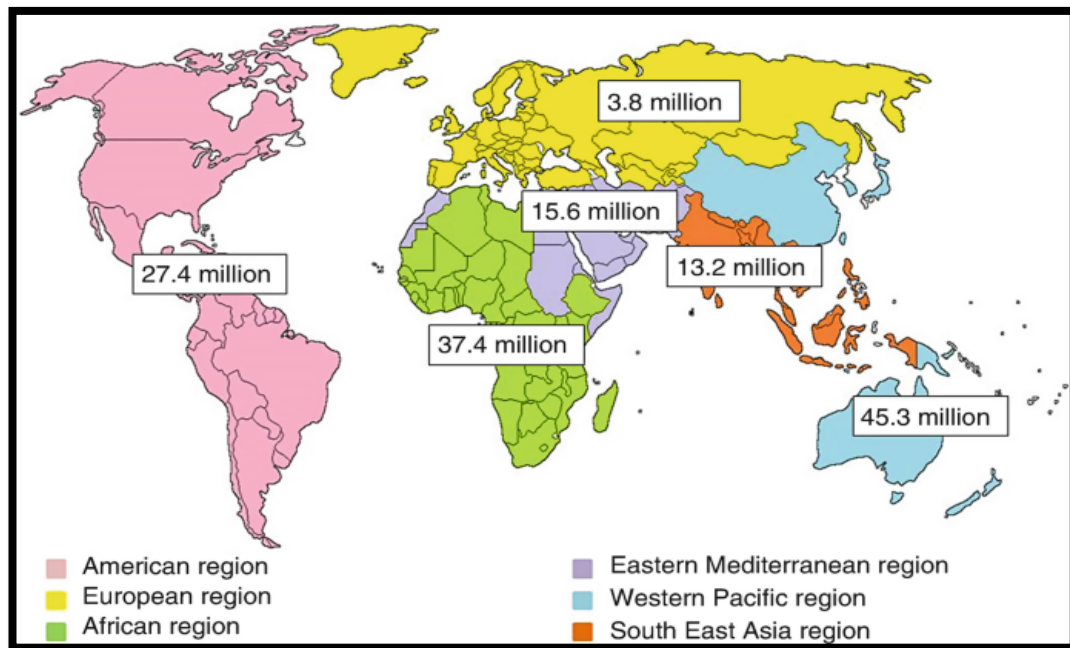 3.8 million
15.6 million
13.2 million
27.4 million
37.4 million
45.3 million
American region
European region
African region
Eastern Mediterranean region
Western Pacific region
South East Asia region